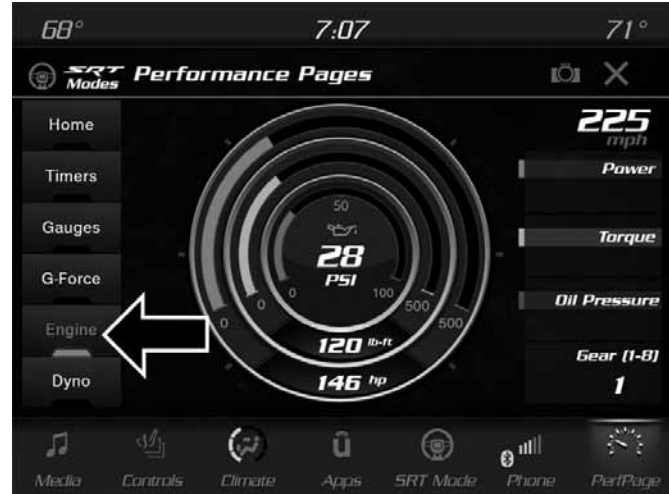 68° 7:07 71°
SRT Modes Performance Pages
225
mph
Home
Timers
Gauges
G-Force
Engine
Dyno
50
28
PSI
0
100
0
500
0
500
120 lb-ft
146 hp
Power
Torque
Oil Pressure
Gear (1-8)
1
Media Controls Climate Apps SRT Mode Phone PerfPage